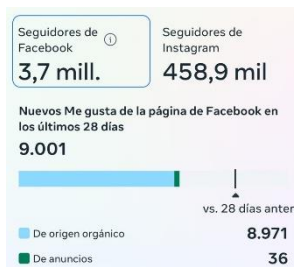 Seguidores de Facebook
3,7 mill.
Seguidores de Instagram
458,9 mil
Nuevos Me gusta de la página de Facebook en
los últimos 28 días
9.001
vs. 28 días anter
De origen orgánico 8.971
De anuncios 36